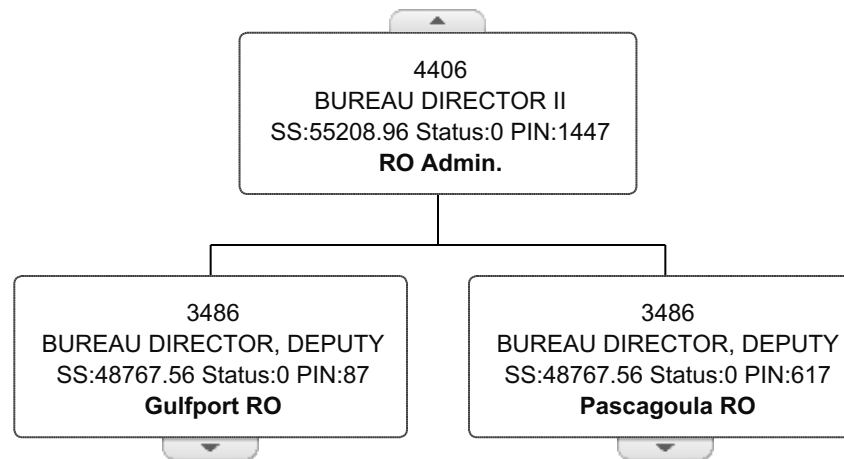 4406
BUREAU DIRECTOR II
SS:55208.96 Status:0 PIN:1447
RO Admin.
3486
BUREAU DIRECTOR, DEPUTY
SS:48767.56 Status:0 PIN:87
Gulfport RO
3486
BUREAU DIRECTOR, DEPUTY
SS:48767.56 Status:0 PIN:617
Pascagoula RO